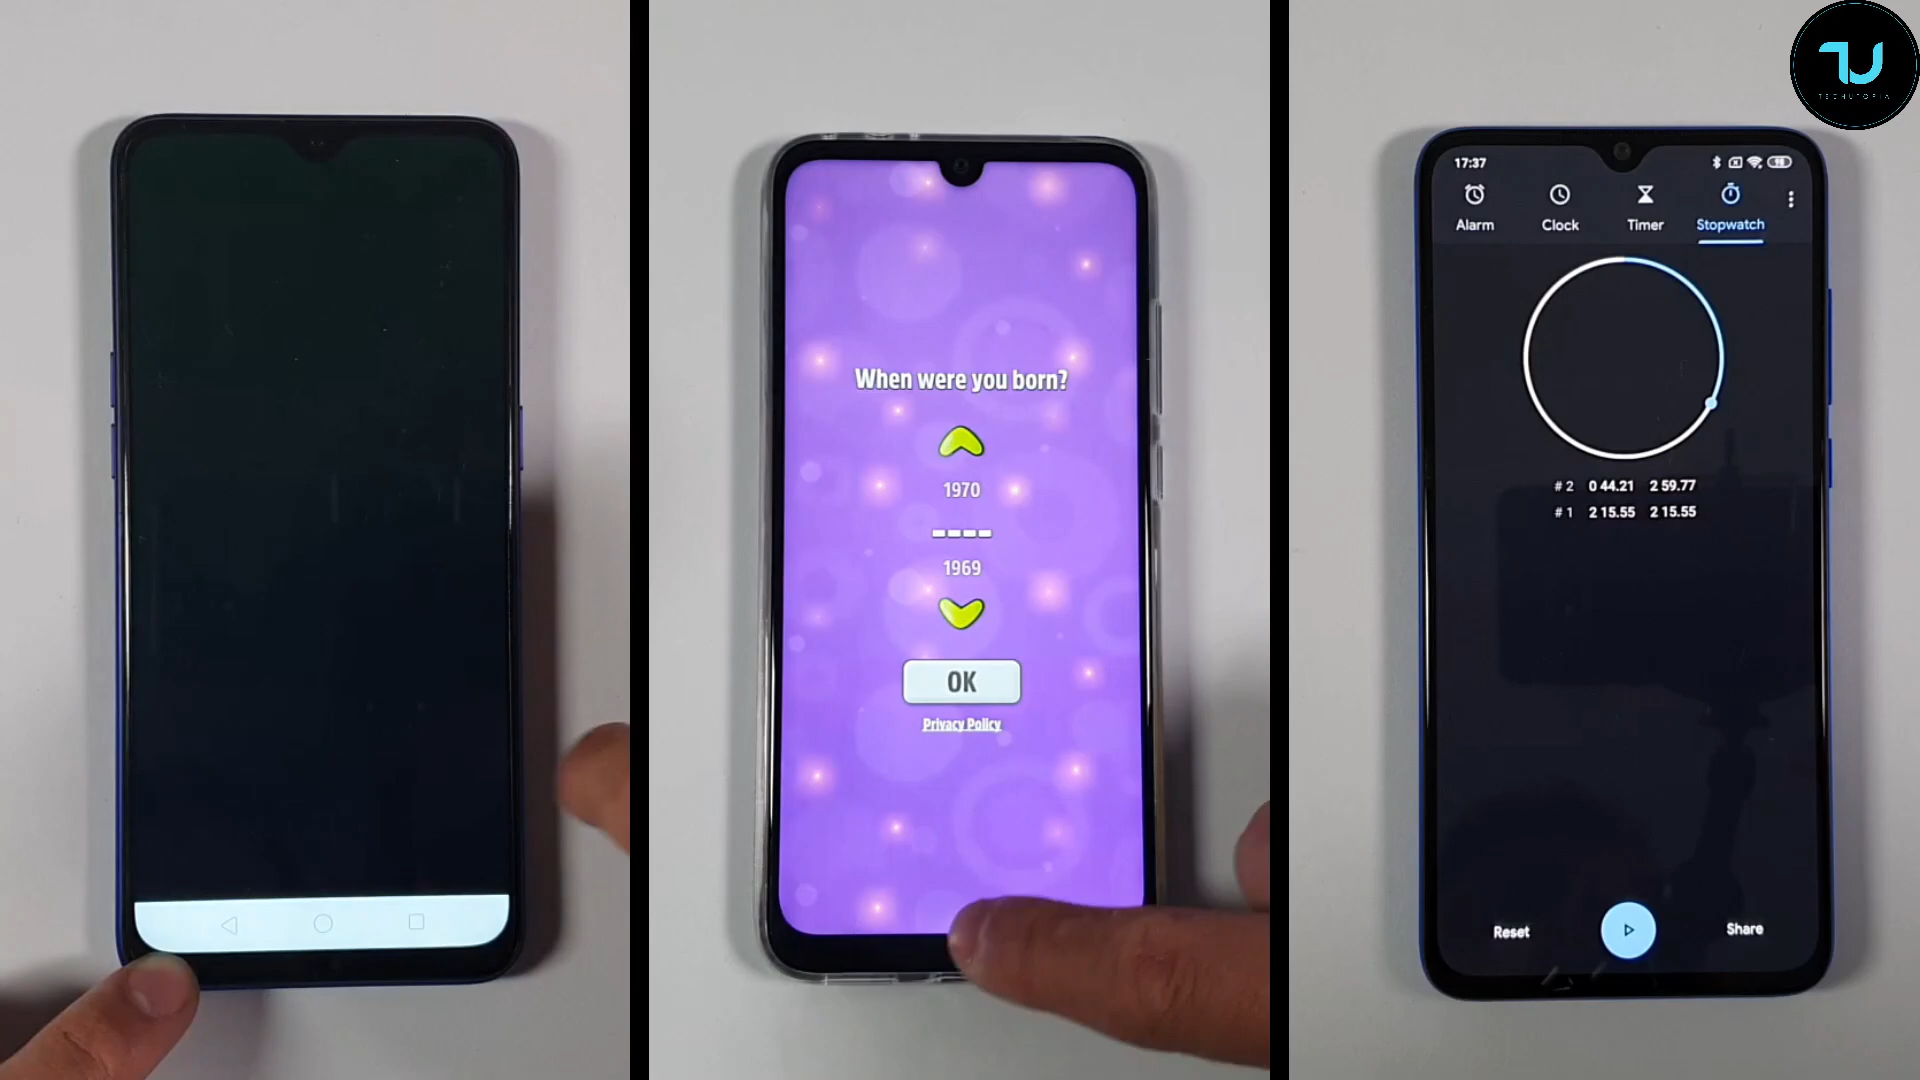 When were you born?
1970
1969
OK
Privacy Policy
TECHUTOPIA
17:37
Alarm Clock Timer Stopwatch
# 2 0 44.21 2 59.77
# 1 2 15.55 2 15.55
Reset Share